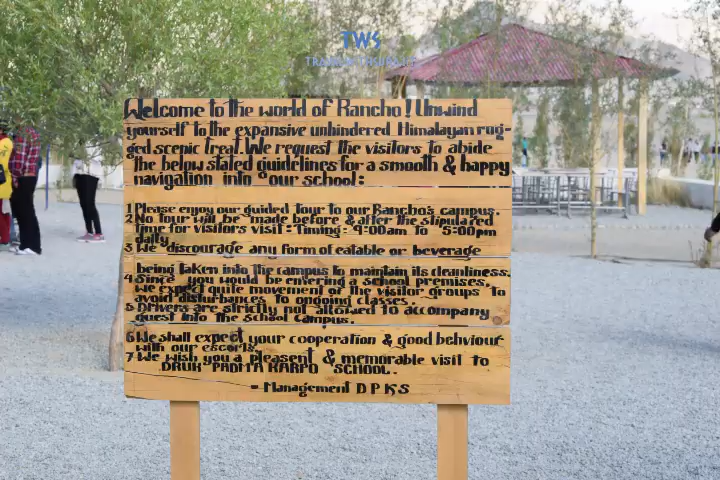 TWS
Welcome to the world of Rancho! Unwind
yourself to the expansive unhindered Himalayan rug-
ged scepic treat. We request the visitors to abide
the below stated guidelines for a smooth & happy
navigation into our school:
1 Please enjoy our guided tour to our Rancho's campus.
2 No tour will be made before & after the stipulated
time for visitors visit: Timing: 9:00am to 5:00pm
daily.
3 We discourage any form of eatable or beverage
being taken into the campus to maintain its cleanliness.
4 Since you would be entering a school premises,
we expect quite movement of the visitor groups to
avoid disturbances to ongoing classes.
5 Drivers are strictly not allowed to accompany
guest into the school campus.
6 We shall expect your cooperation & good behviour
with our escorts.
7 We wish you a pleasent & memorable visit to
DRUK PADMA KARPO SCHOOL.
- Management D P K S